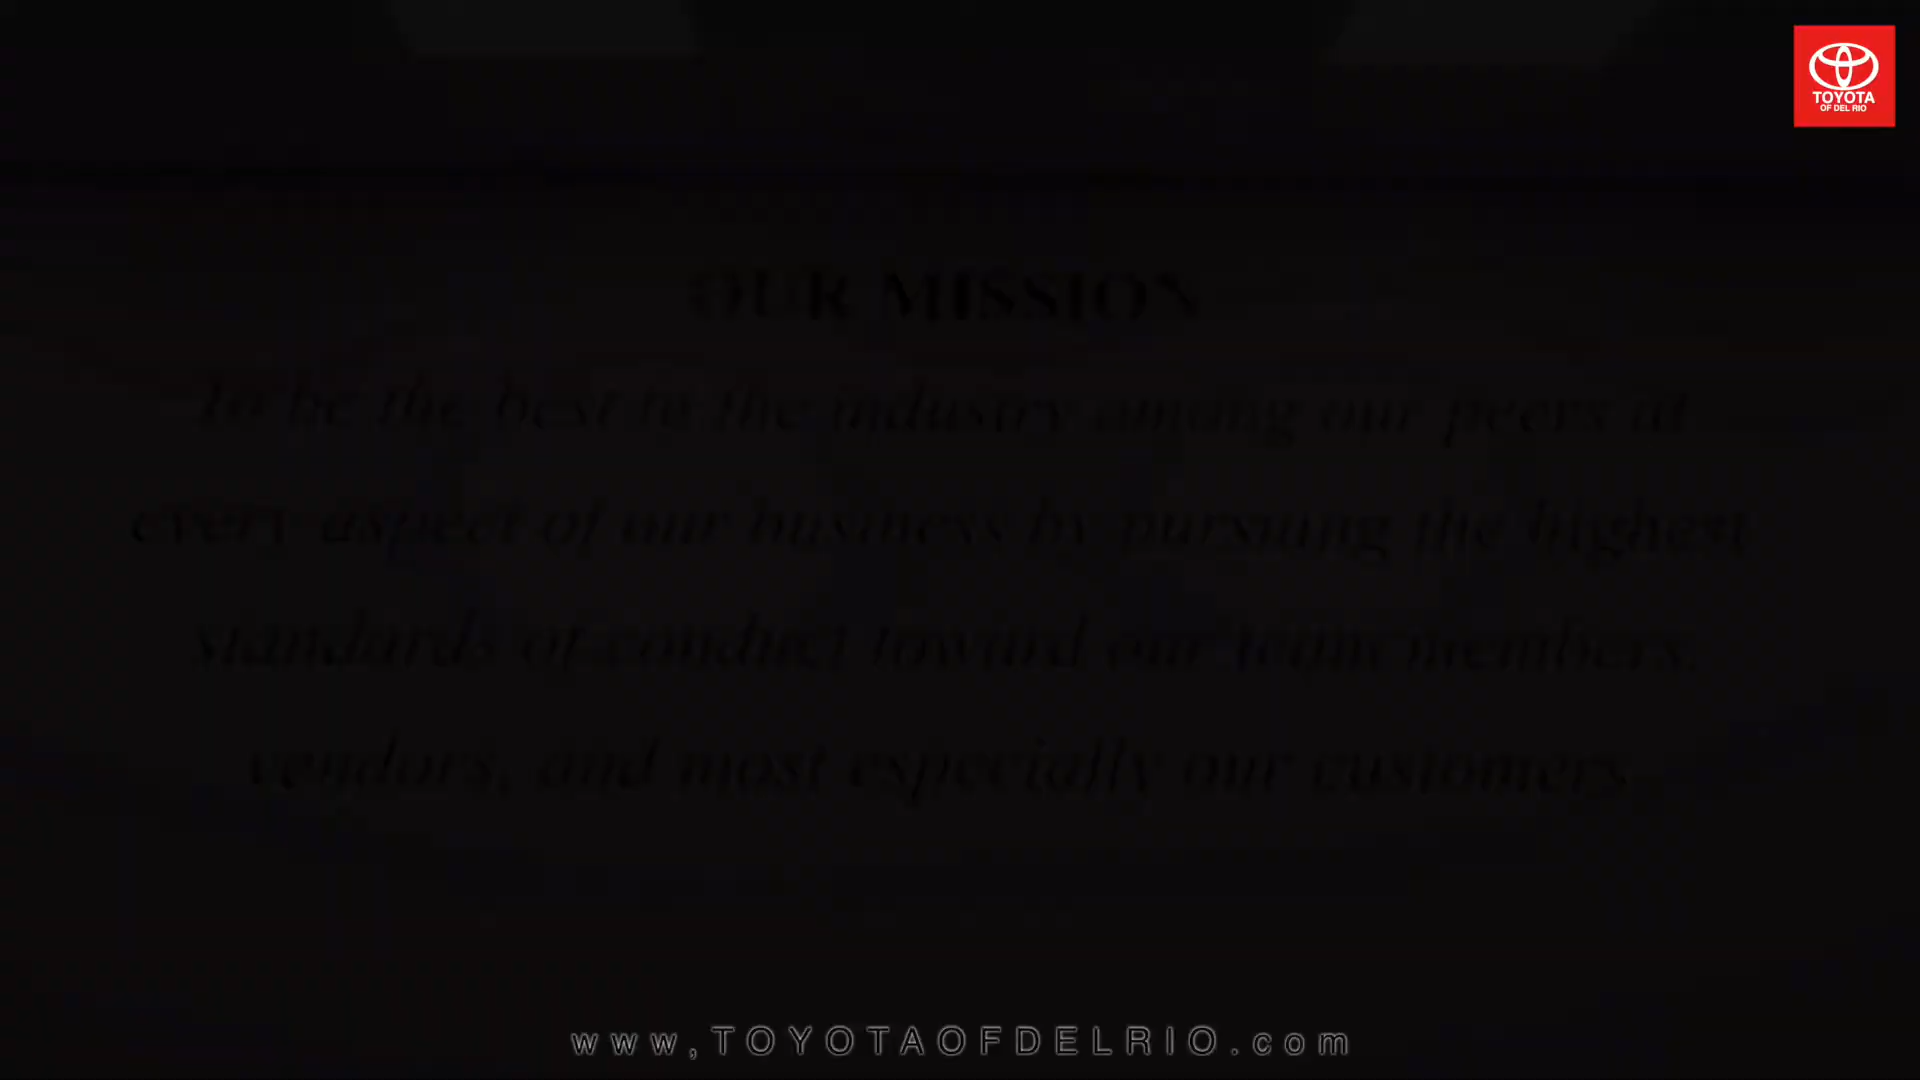 TOYOTA
OF DEL RIO
OUR MISSION
To be the best in the industry among our peers at
every aspect of our business by pursuing the highest
standards of conduct toward our team members,
vendors, and most especially our customers.
www,TOYOTAOFDELRIO.com